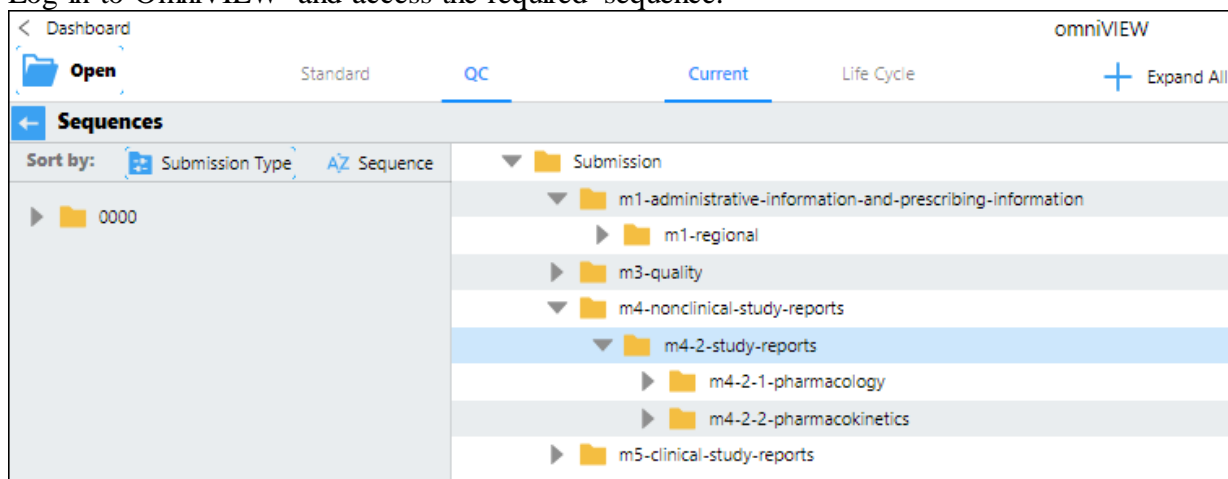 Log in to OmniVIEW and access the required sequence.
< Dashboard omniVIEW
Open Standard QC Current Life Cycle Expand All
Sequences
Sort by: Submission Type AZ Sequence
Submission
m1-administrative-information-and-prescribing-information
0000
m1-regional
m3-quality
m4-nonclinical-study-reports
m4-2-study-reports
m4-2-1-pharmacology
m4-2-2-pharmacokinetics
m5-clinical-study-reports